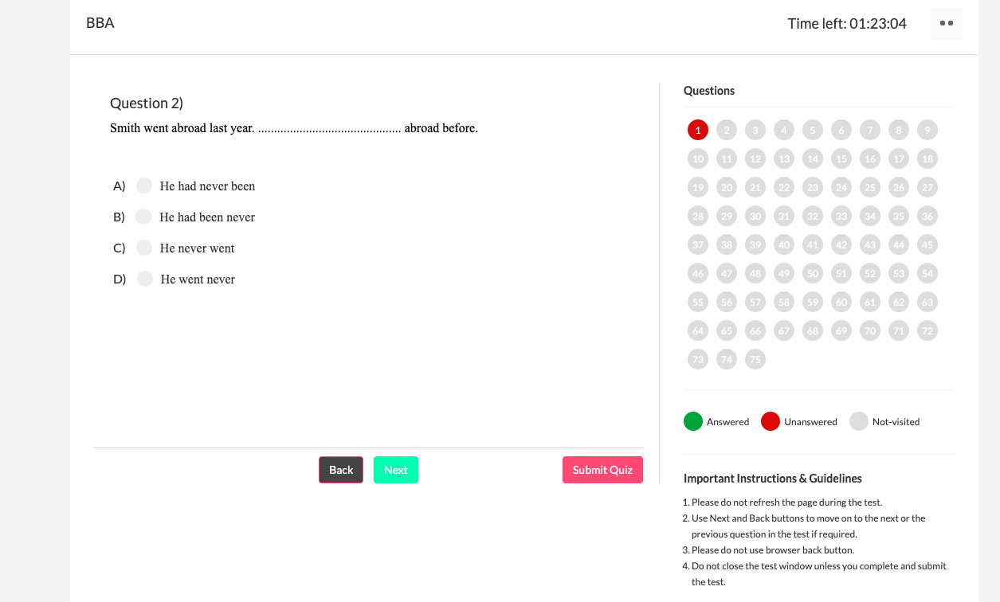 BBA
Time left: 01:23:04
Question 2)
Smith went abroad last year. ............................................. abroad before.
A) He had never been
B) He had been never
C) He never went
D) He went never
Back Next Submit Quiz
Questions
1 2 3 4 5 6 7 8 9
10 11 12 13 14 15 16 17 18
19 20 21 22 23 24 25 26 27
28 29 30 31 32 33 34 35 36
37 38 39 40 41 42 43 44 45
46 47 48 49 50 51 52 53 54
55 56 57 58 59 60 61 62 63
64 65 66 67 68 69 70 71 72
73 74 75
Answered Unanswered Not-visited
Important Instructions & Guidelines
1. Please do not refresh the page during the test.
2. Use Next and Back buttons to move on to the next or the
previous question in the test if required.
3. Please do not use browser back button.
4. Do not close the test window unless you complete and submit
the test.